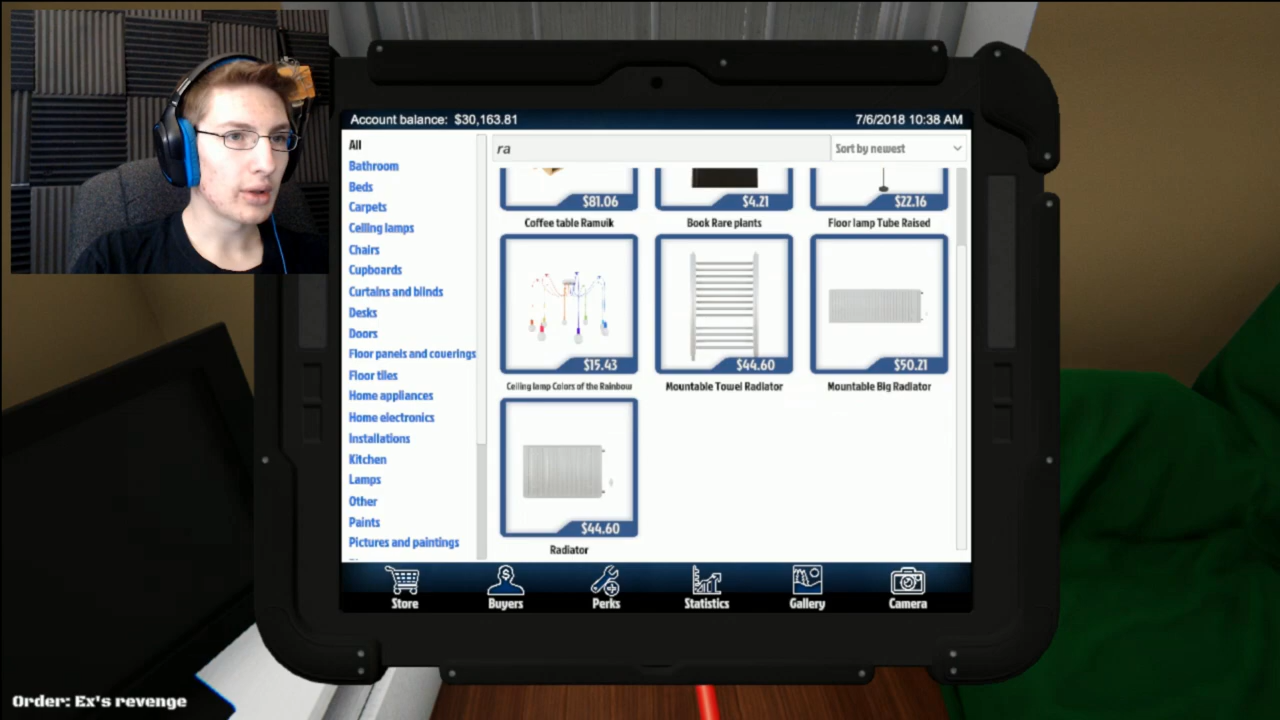 Account balance: $30,163.81
7/6/2018 10:38 AM
All
Bathroom
Beds
Carpets
Ceiling lamps
Chairs
Cupboards
Curtains and blinds
Desks
Doors
Floor panels and couerings
Floor tiles
Home appliances
Home electronics
Installations
Kitchen
Lamps
Other
Paints
Pictures and paintings
ra
Sort by newest
$81.06
$4.21
$22.16
Coffee table Ramuik
Book Rare plants
Floor lamp Tube Raised
$15.43
$44.60
$50.21
Ceiling lamp Colors of the Rainbour
Mountable Towel Radiator
Mountable Big Radiator
$44.60
Radiator
Store
Buyers
Perks
Statistics
Gallery
Camera
Order: Ex's revenge